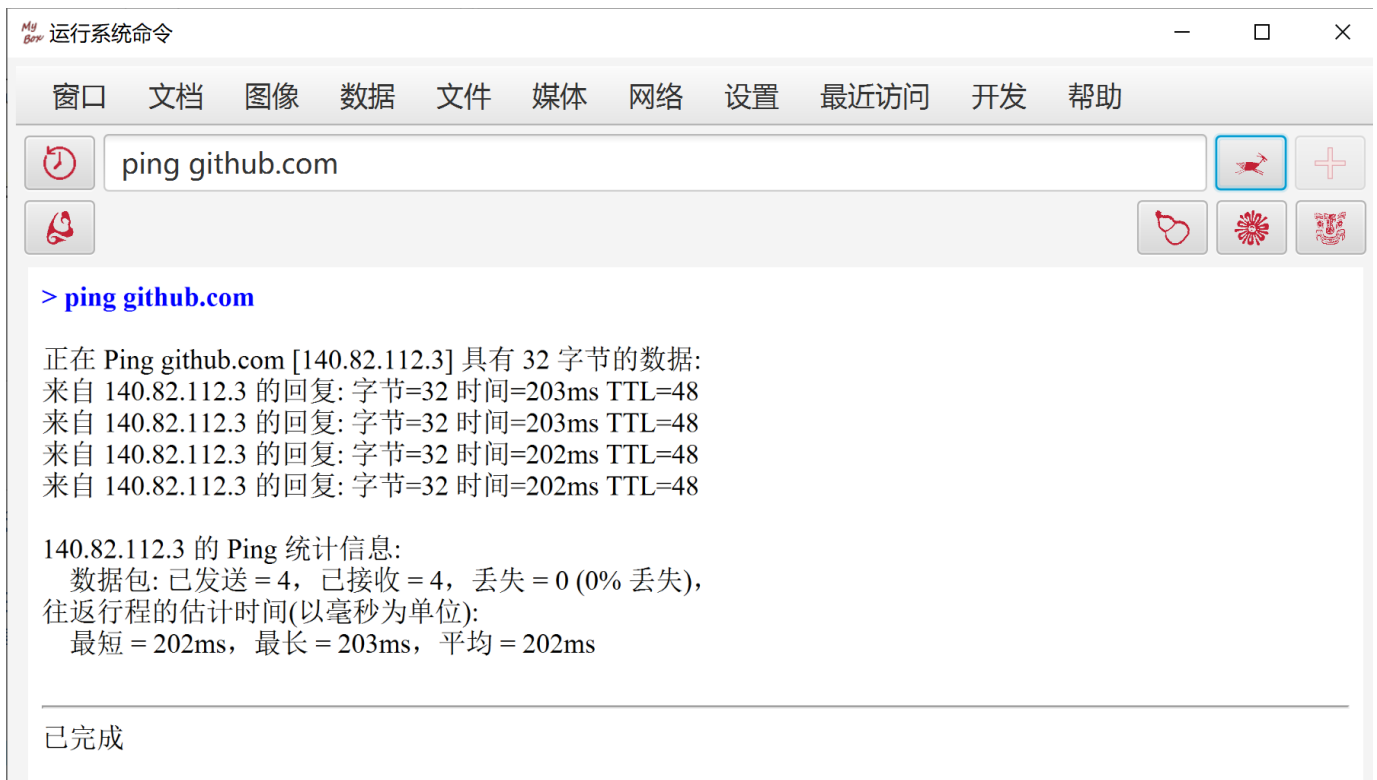 My Box 运行系统命令
窗口 文档 图像 数据 文件 媒体 网络 设置 最近访问 开发 帮助
ping github.com
> ping github.com
正在 Ping github.com [140.82.112.3] 具有 32 字节的数据:
来自 140.82.112.3 的回复: 字节=32 时间=203ms TTL=48
来自 140.82.112.3 的回复: 字节=32 时间=203ms TTL=48
来自 140.82.112.3 的回复: 字节=32 时间=202ms TTL=48
来自 140.82.112.3 的回复: 字节=32 时间=202ms TTL=48
140.82.112.3 的 Ping 统计信息:
数据包: 已发送 = 4，已接收 = 4，丢失 = 0 (0% 丢失)，
往返行程的估计时间(以毫秒为单位):
最短 = 202ms，最长 = 203ms，平均 = 202ms
已完成